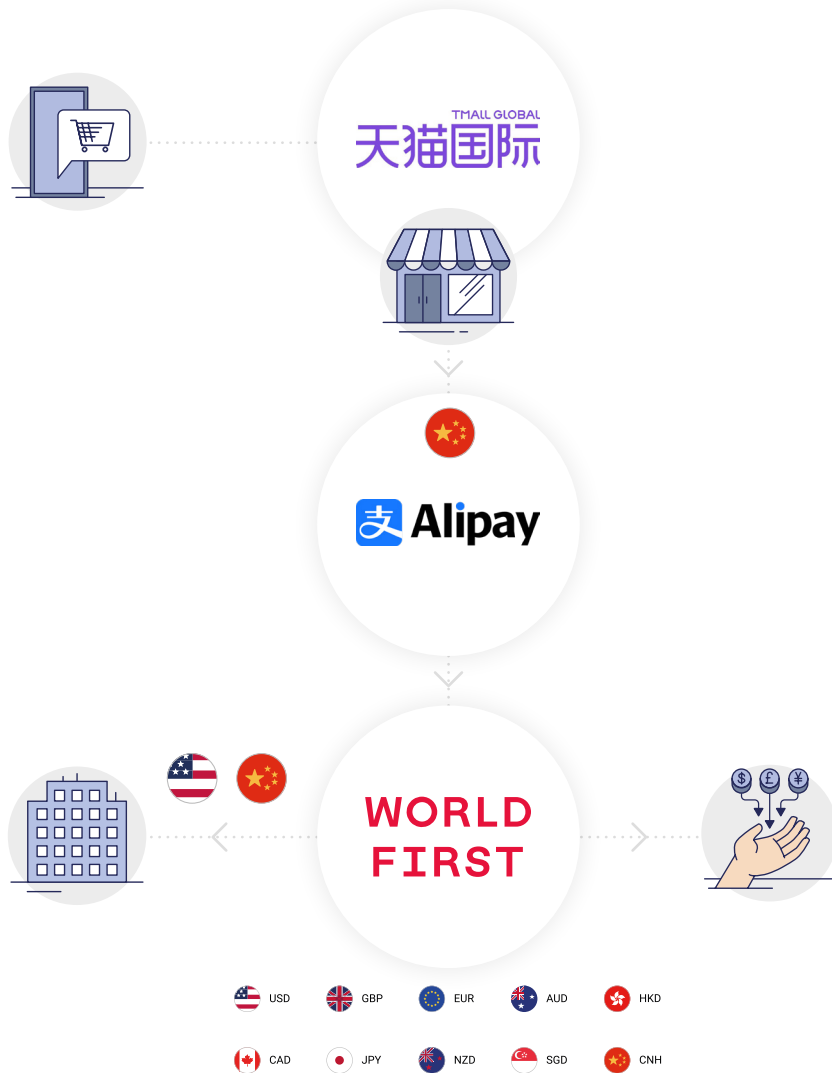 TMALL GLOBAL
天猫国际
支 Alipay
$ £ ¥
WORLD
FIRST
USD GBP EUR AUD HKD
CAD JPY NZD SGD CNH